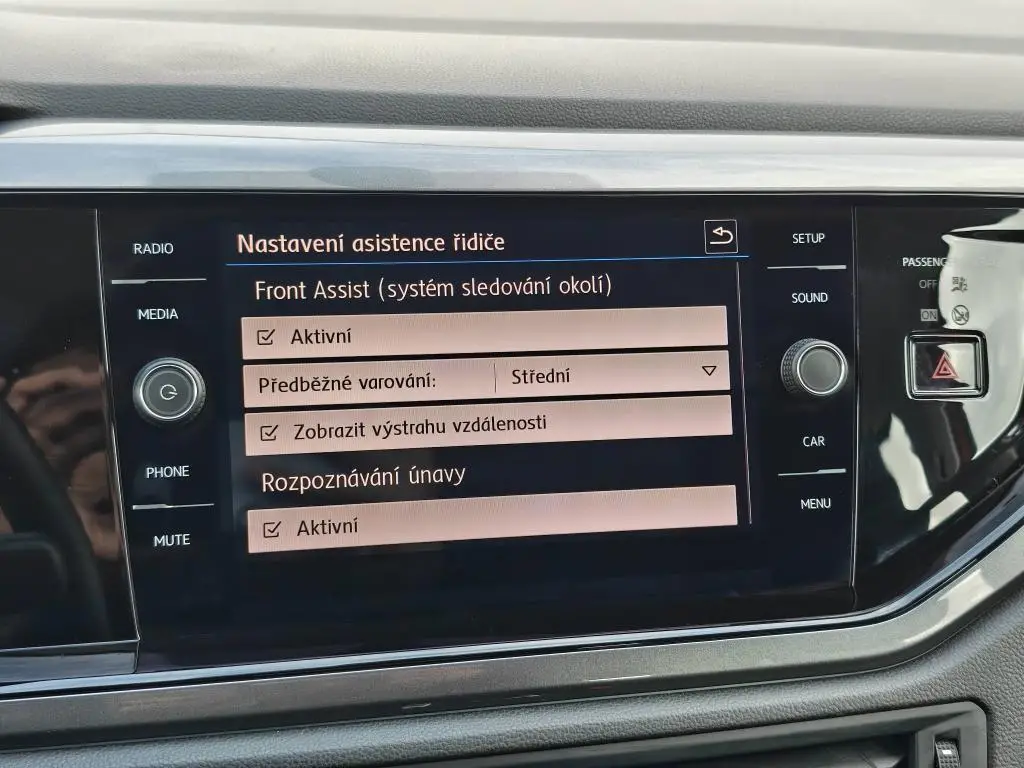 RADIO
MEDIA
PHONE
MUTE
Nastavení asistence řidiče
Front Assist (systém sledování okolí)
Aktivní
Předběžné varování: Střední
Zobrazit výstrahu vzdálenosti
Rozpoznávání únavy
Aktivní
SETUP
SOUND
CAR
MENU
OFF
ON